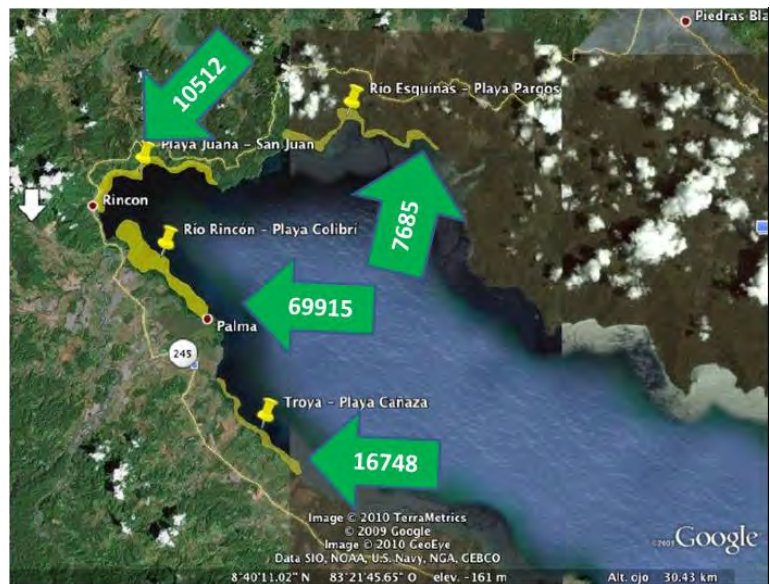 Piedras Bla
10512
Río Esquinas - Playa Pargos
Playa Juana - San Juan
Rincon
7685
Río Rincón - Playa Colibrí
69915
Palma
245
Troya - Playa Cañaza
16748
Image © 2010 TerraMetrics
© 2009 Google
Image © 2010 GeoEye
Data SIO, NOAA, U.S. Navy, NGA, GEBCO
©2009 Google
8°40'11.02" N 83°21'45.65" O elev. -161 m Alt. ojo 30.43 km